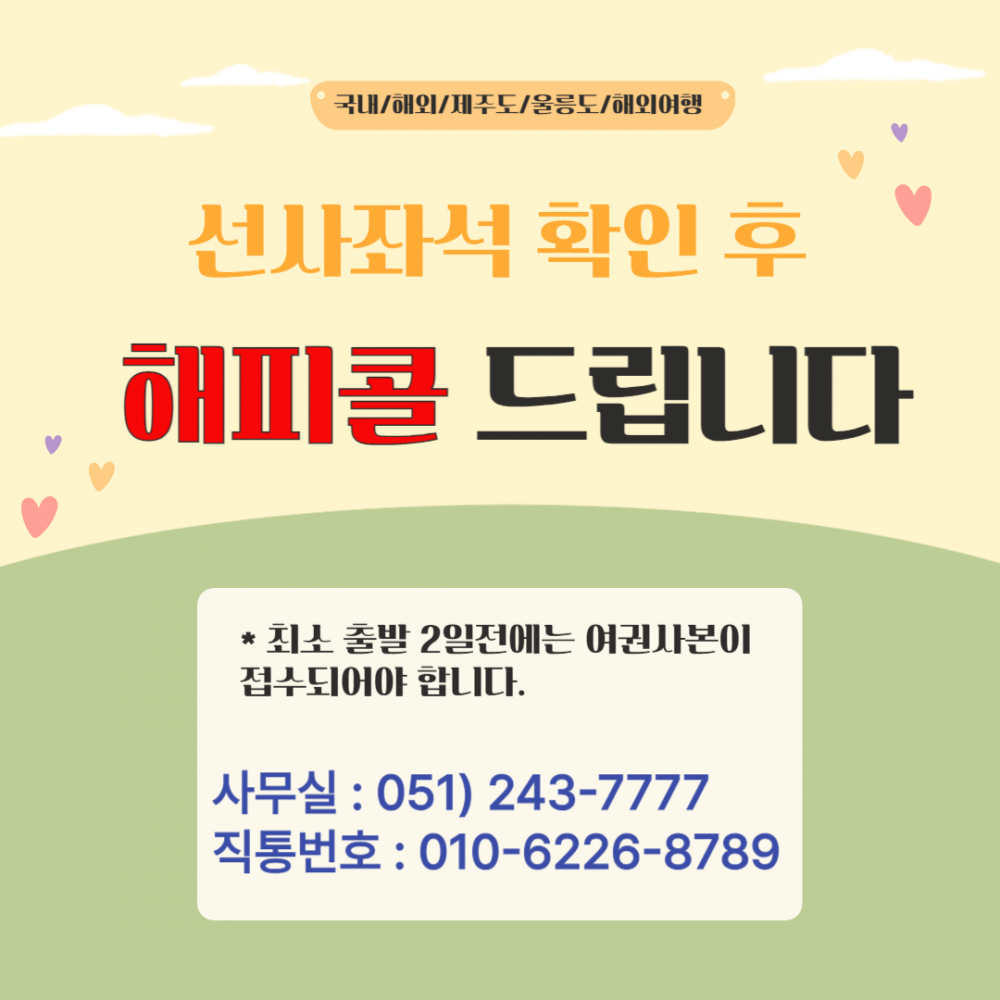 국내/해외/제주도/울릉도/해외여행
선사좌석 확인 후
해피콜 드립니다
* 최소 출발 2일전에는 여권사본이
접수되어야 합니다.
사무실 : 051) 243-7777
직통번호 : 010-6226-8789